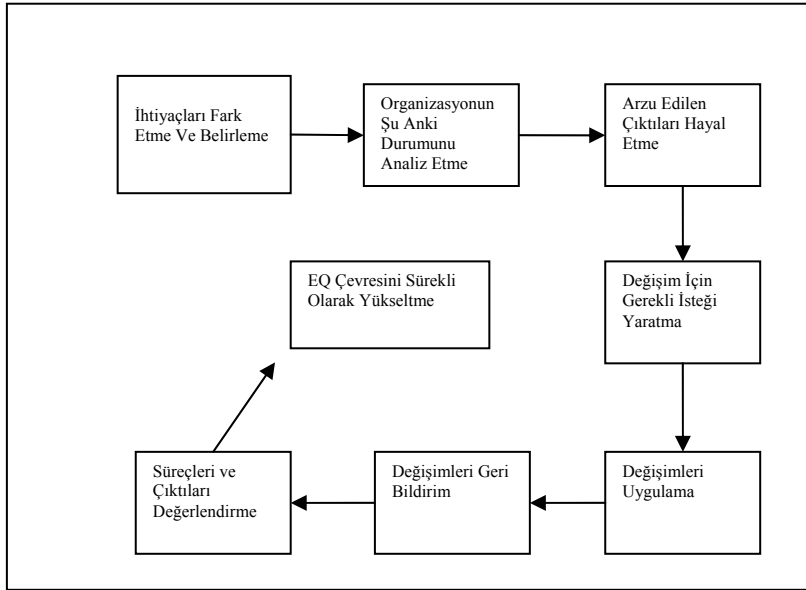 İhtiyaçları Fark
Etme Ve Belirleme
Organizasyonun
Şu Anki
Durumunu
Analiz Etme
Arzu Edilen
Çıktıları Hayal
Etme
Değişim İçin
Gerekli İsteği
Yaratma
Değişimleri
Uygulama
Değişimleri Geri
Bildirim
Süreçleri ve
Çıktıları
Değerlendirme
EQ Çevresini Sürekli
Olarak Yükseltme